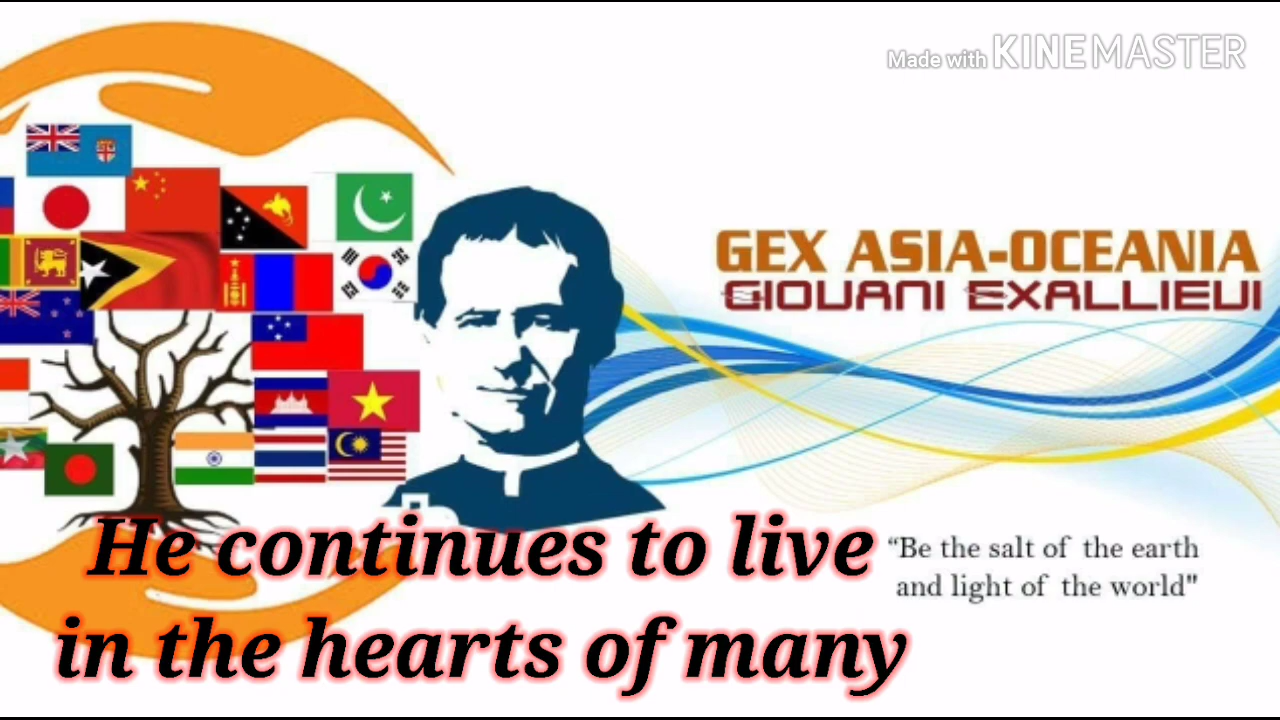 Made with KINEMASTER
GEX ASIA-OCEANIA
GIOVANI EXALLIEVI
He continues to live
in the hearts of many
“Be the salt of the earth
and light of the world"